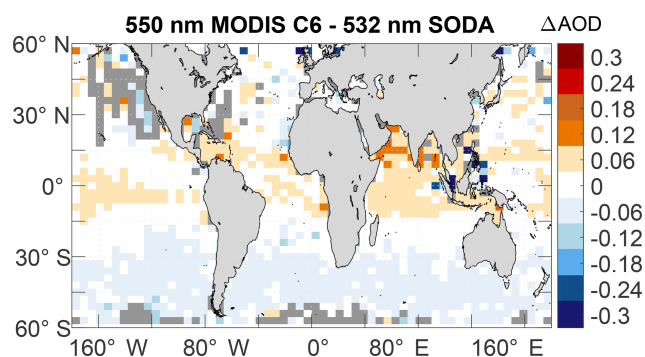 550 nm MODIS C6 - 532 nm SODA
ΔAOD
60° N
30° N
0°
30° S
60° S
160° W
80° W
0°
80° E
160° E
0.3
0.24
0.18
0.12
0.06
0
-0.06
-0.12
-0.18
-0.24
-0.3